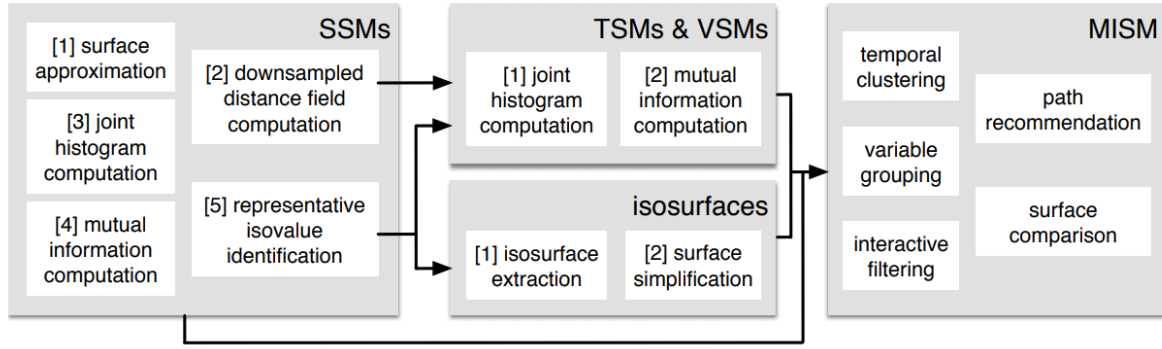 SSMs
[1] surface
approximation
[2] downsampled
distance field
computation
[3] joint
histogram
computation
[4] mutual
information
computation
[5] representative
isovalue
identification
TSMs & VSMs
[1] joint
histogram
computation
[2] mutual
information
computation
isosurfaces
[1] isosurface
extraction
[2] surface
simplification
MISM
temporal
clustering
path
recommendation
variable
grouping
surface
comparison
interactive
filtering